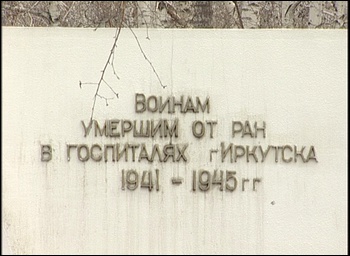 Воинам
умершим от ран
в госпиталях г Иркутска
1941 - 1945 гг